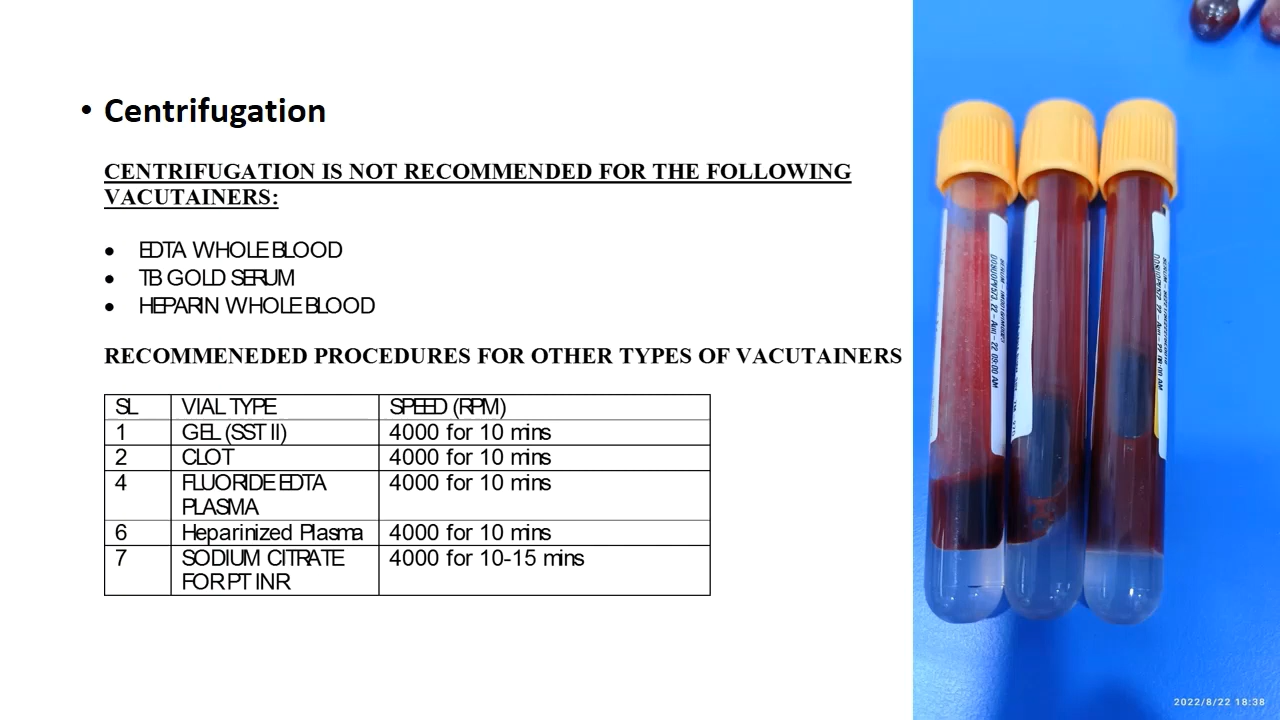 • Centrifugation
CENTRIFUGATION IS NOT RECOMMENDED FOR THE FOLLOWING
VACUTAINERS:
• EDTA WHOLE BLOOD
• TB GOLD SERUM
• HEPARIN WHOLE BLOOD
RECOMMENEDED PROCEDURES FOR OTHER TYPES OF VACUTAINERS
SL VIAL TYPE SPEED (RPM)
1 GEL (SST II) 4000 for 10 mins
2 CLOT 4000 for 10 mins
4 FLUORIDE EDTA 4000 for 10 mins
PLASMA
6 Heparinized Plasma 4000 for 10 mins
7 SODIUM CITRATE 4000 for 10-15 mins
FOR PT INR
2022/8/22 18:38